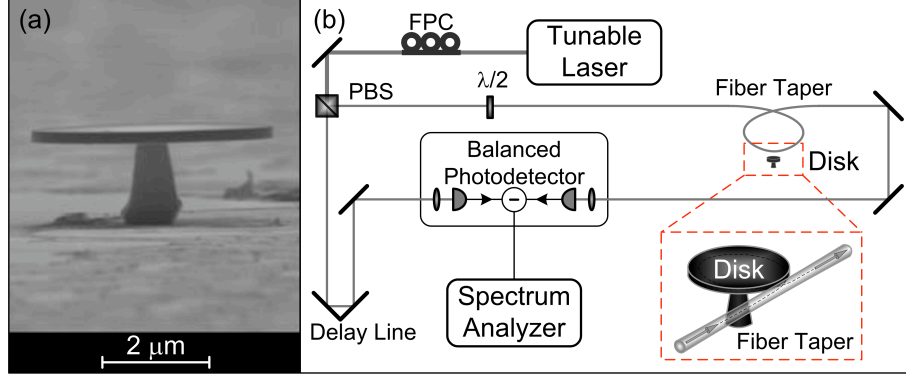 (a)
2 μm
(b)
FPC
Tunable
Laser
PBS
λ/2
Fiber Taper
Disk
Balanced
Photodetector
−
Delay Line
Spectrum
Analyzer
Disk
Fiber Taper